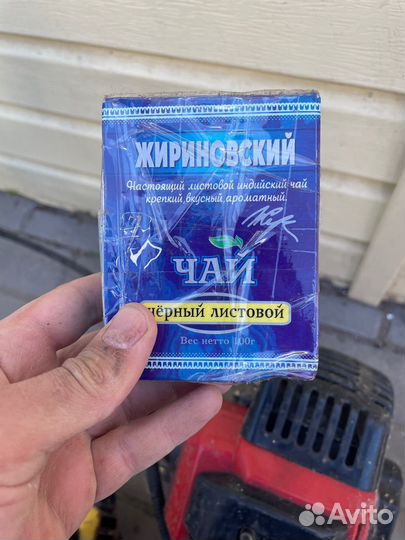 ЖИРИНОВСКИЙ
Настоящий листовой индийский чай
крепкий, вкусный, ароматный.
ЧАЙ
чёрный листовой
Вес нетто 100г
Avito